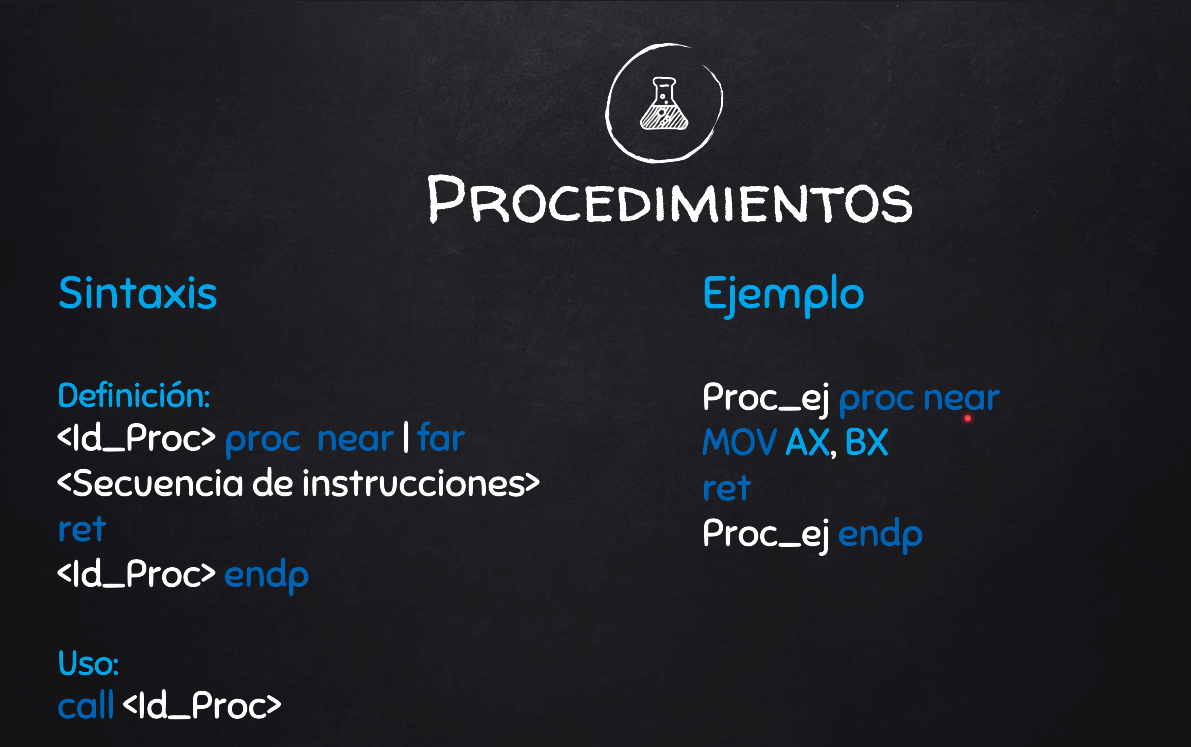 Procedimientos
Sintaxis
Definición:
<Id_Proc> proc near | far
<Secuencia de instrucciones>
ret
<Id_Proc> endp
Uso:
call <Id_Proc>
Ejemplo
Proc_ej proc near
MOV AX, BX
ret
Proc_ej endp